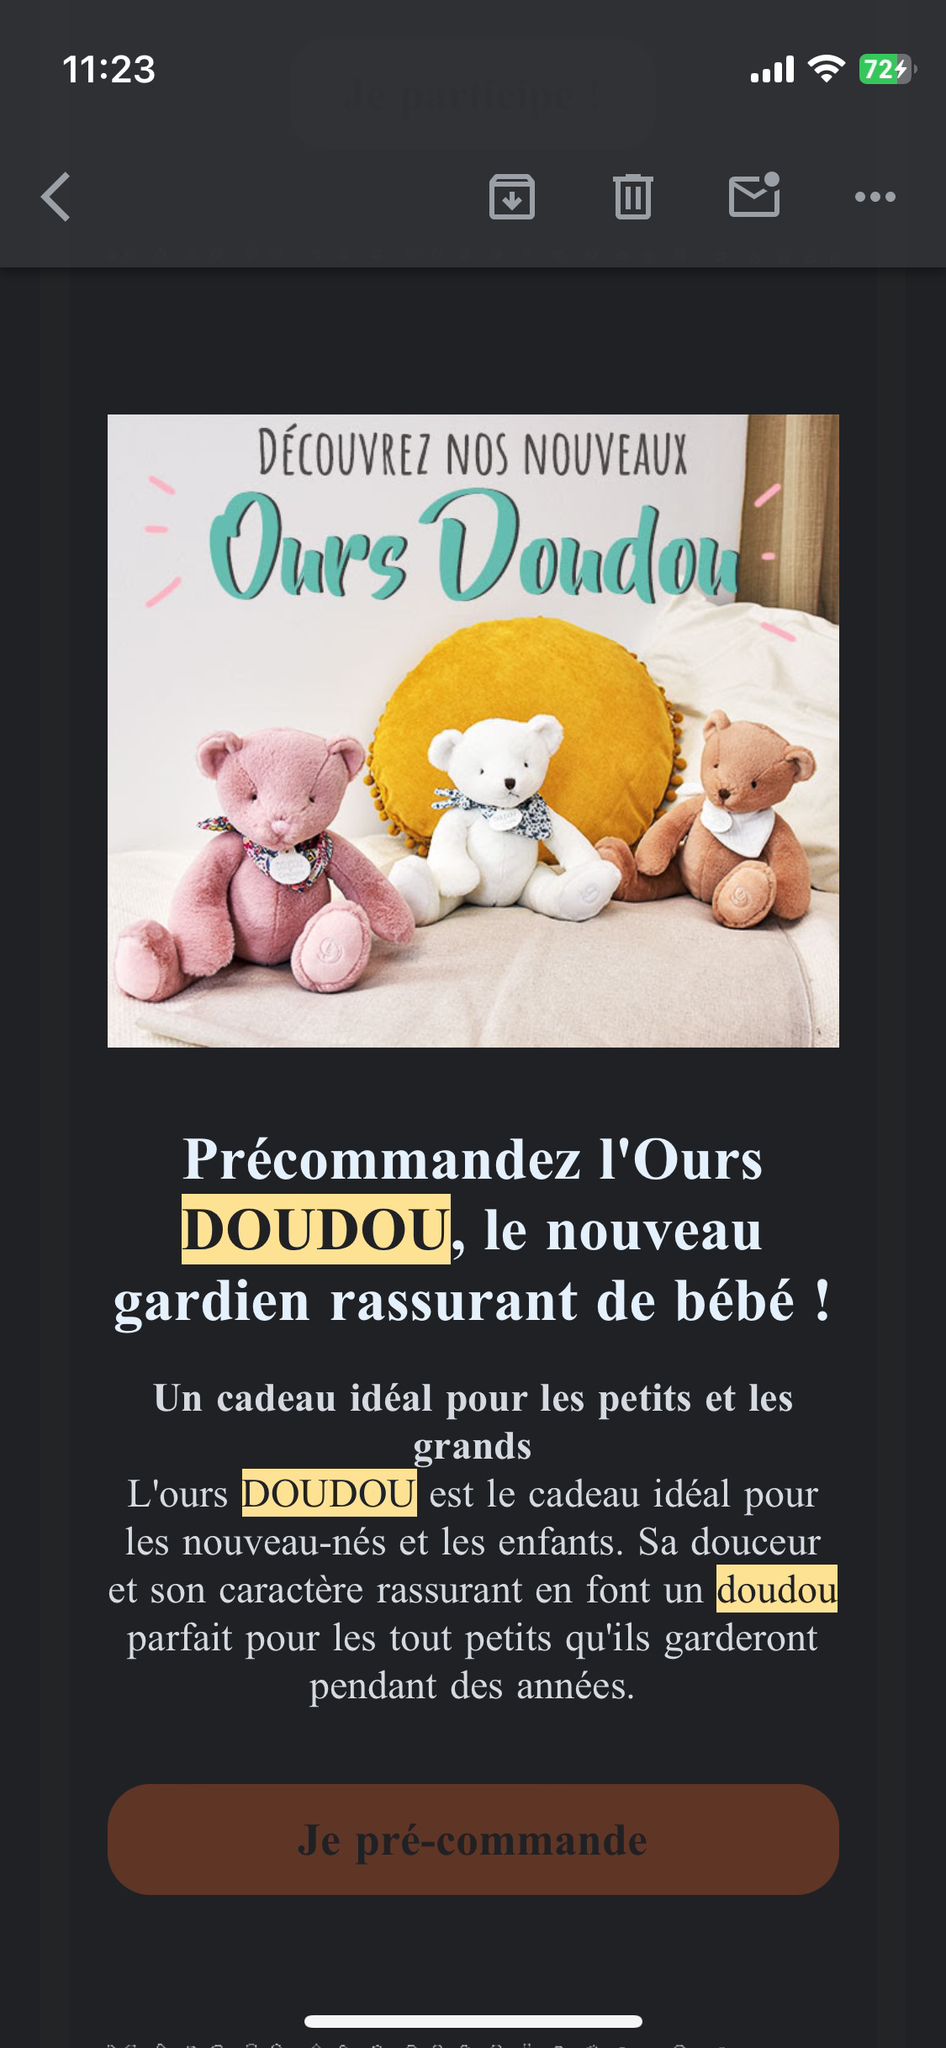 11:23
72
Je participe !
DÉCOUVREZ NOS NOUVEAUX
Ours Doudou
Précommandez l'Ours
DOUDOU, le nouveau
gardien rassurant de bébé !
Un cadeau idéal pour les petits et les
grands
L'ours DOUDOU est le cadeau idéal pour
les nouveau-nés et les enfants. Sa douceur
et son caractère rassurant en font un doudou
parfait pour les tout petits qu'ils garderont
pendant des années.
Je pré-commande